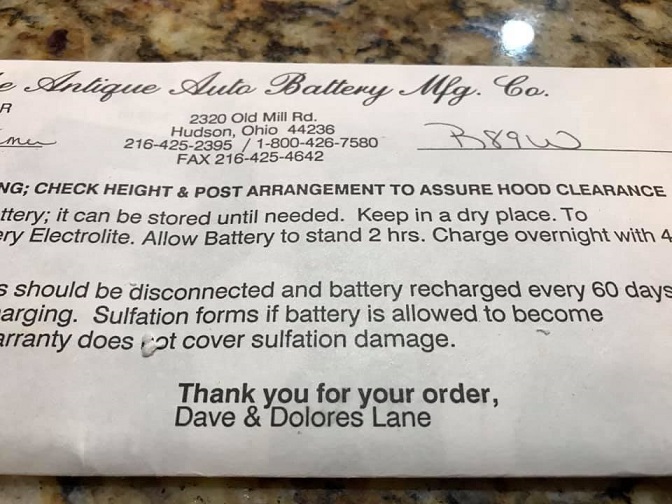 e Antique Auto Battery Mfg. Co.
R
2320 Old Mill Rd.
Hudson, Ohio 44236
216-425-2395 / 1-800-426-7580
FAX 216-425-4642
R89W
NG; CHECK HEIGHT & POST ARRANGEMENT TO ASSURE HOOD CLEARANCE
ttery; it can be stored until needed. Keep in a dry place. To
ery Electrolite. Allow Battery to stand 2 hrs. Charge overnight with 4
s should be disconnected and battery recharged every 60 days
arging. Sulfation forms if battery is allowed to become
arranty does not cover sulfation damage.
Thank you for your order,
Dave & Dolores Lane